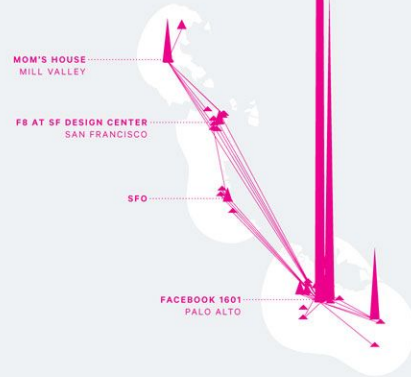 MOM'S HOUSE
MILL VALLEY
F8 AT SF DESIGN CENTER
SAN FRANCISCO
SFO
FACEBOOK 1601
PALO ALTO